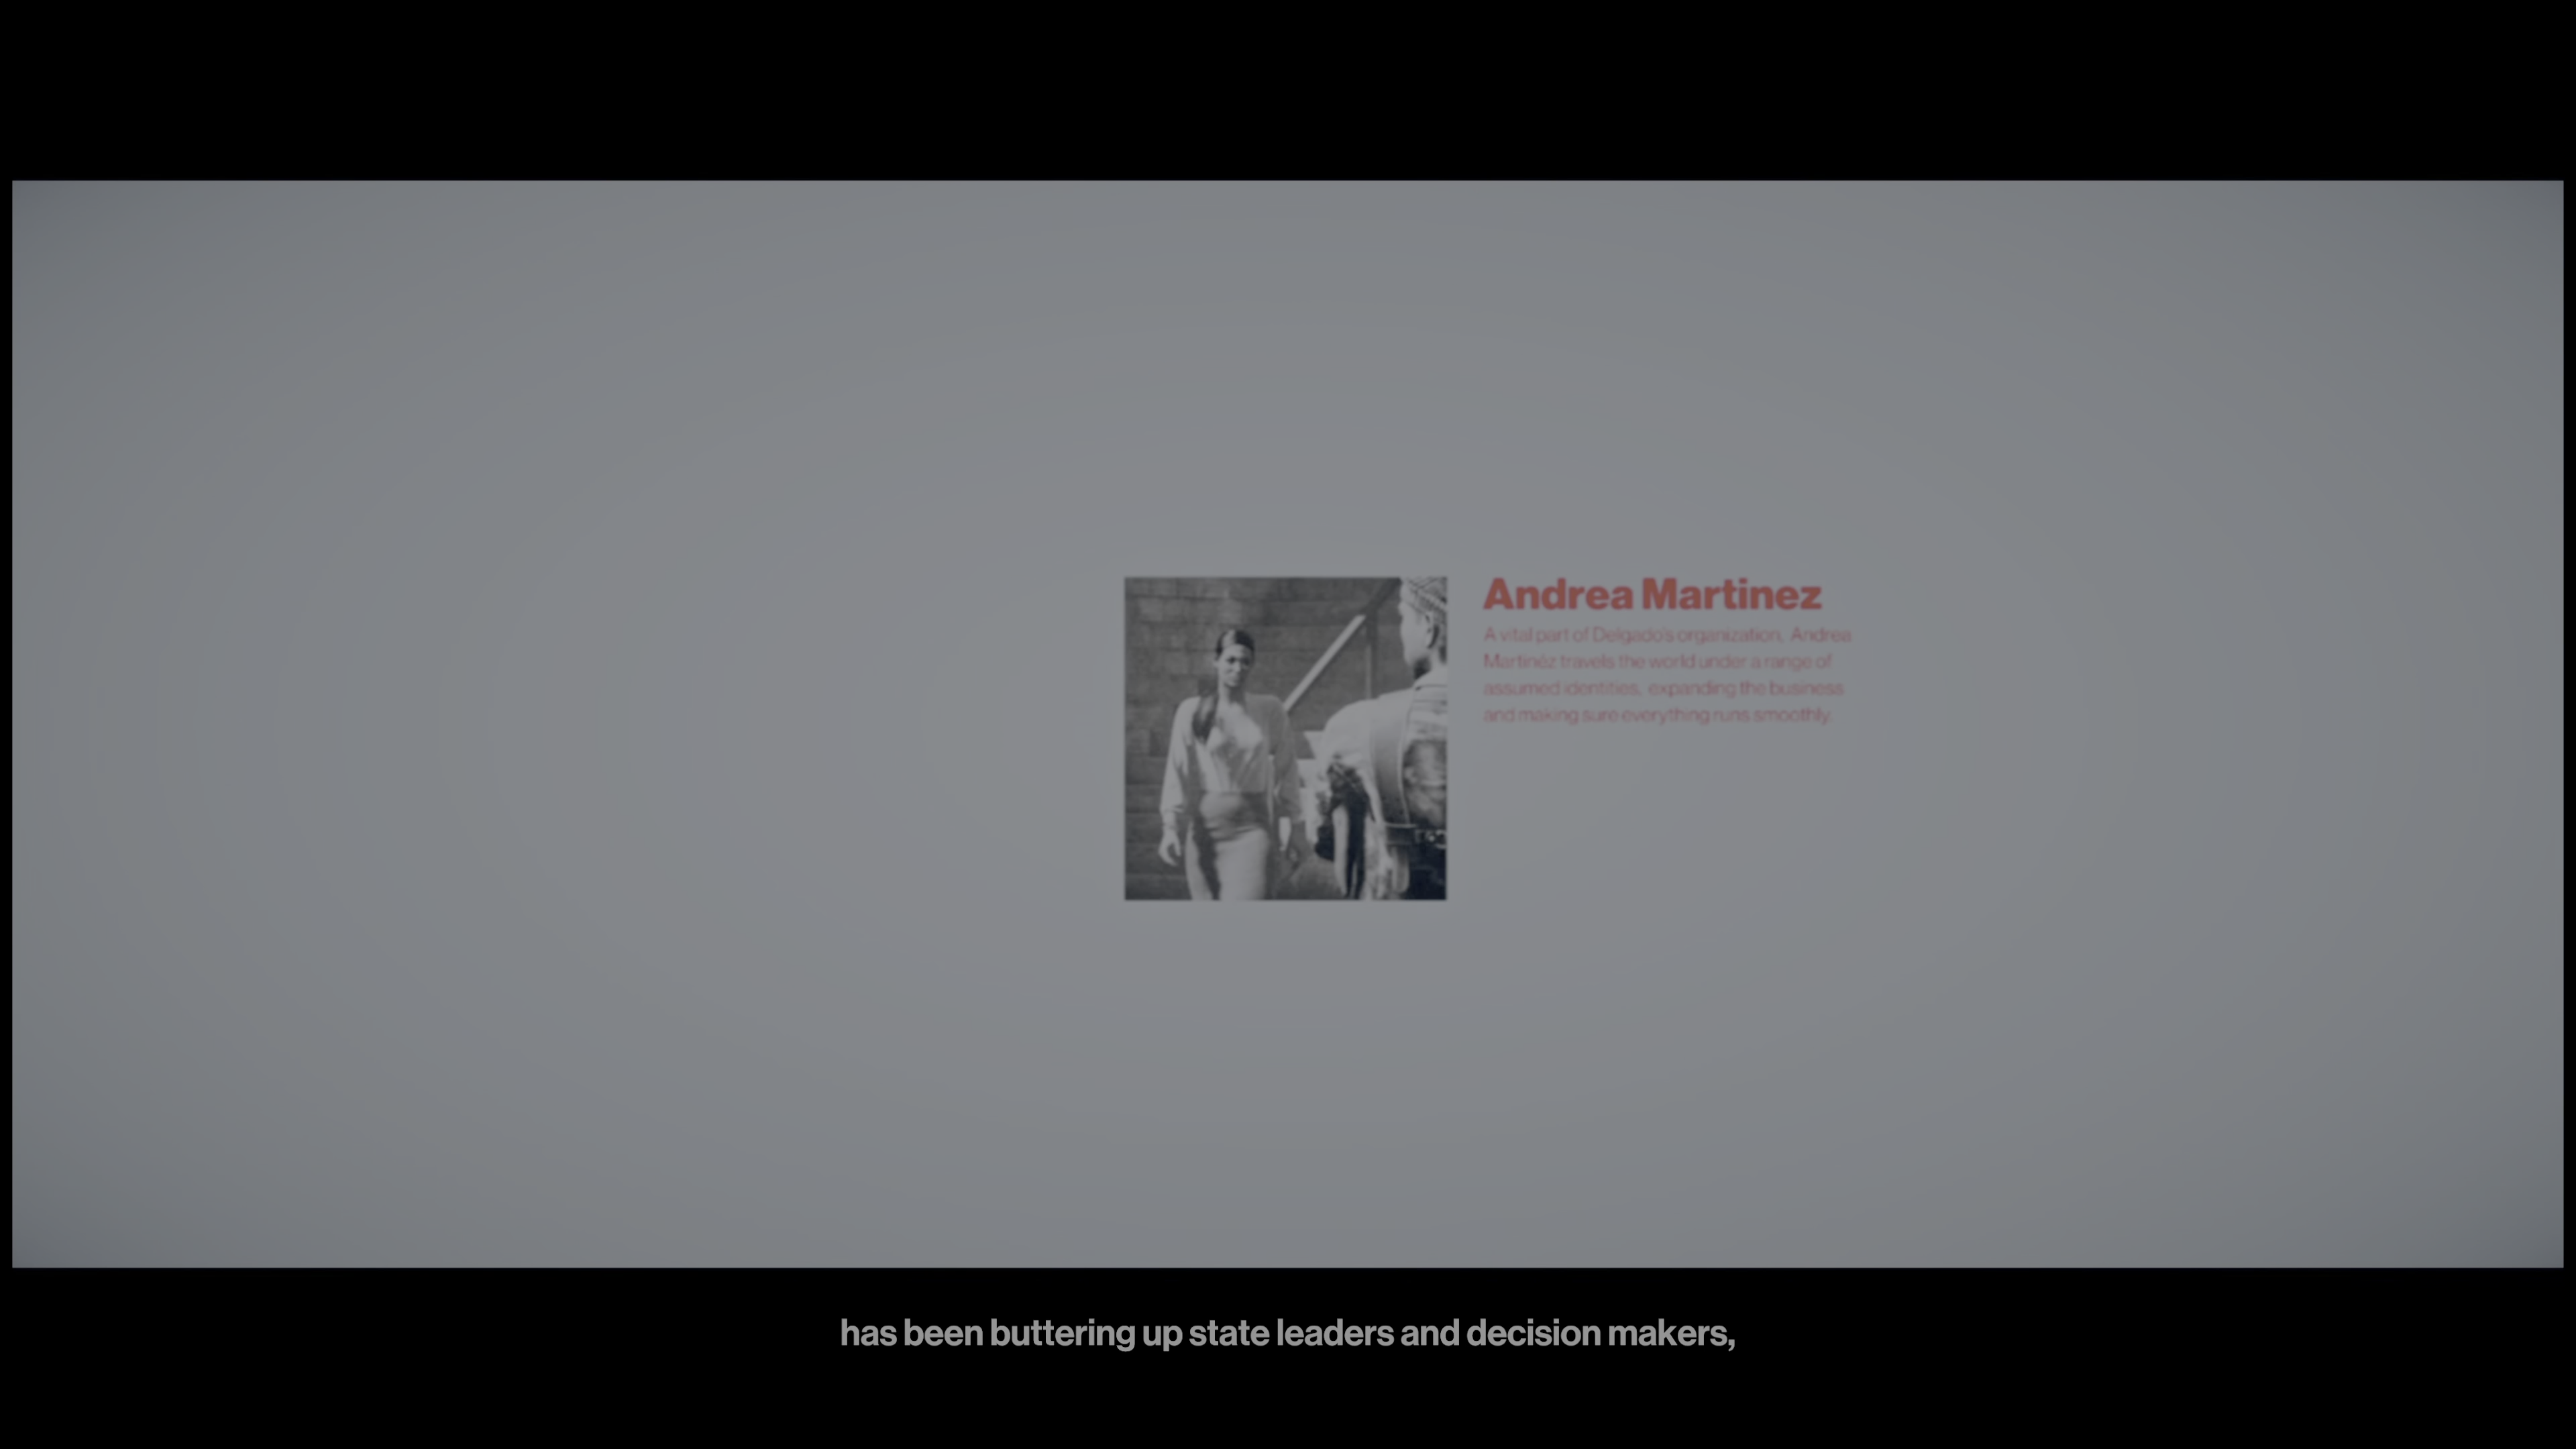 Andrea Martinez
A vital part of Delgado's organization, Andrea
Martinéz travels the world under a range of
assumed identities, expanding the business
and making sure everything runs smoothly.
has been buttering up state leaders and decision makers,